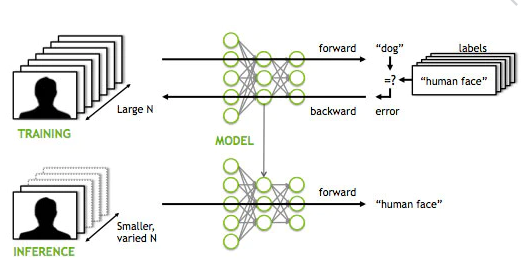 forward
"dog"
labels
=?
"human face"
Large N
backward
error
TRAINING
MODEL
forward
"human face"
Smaller,
varied N
INFERENCE